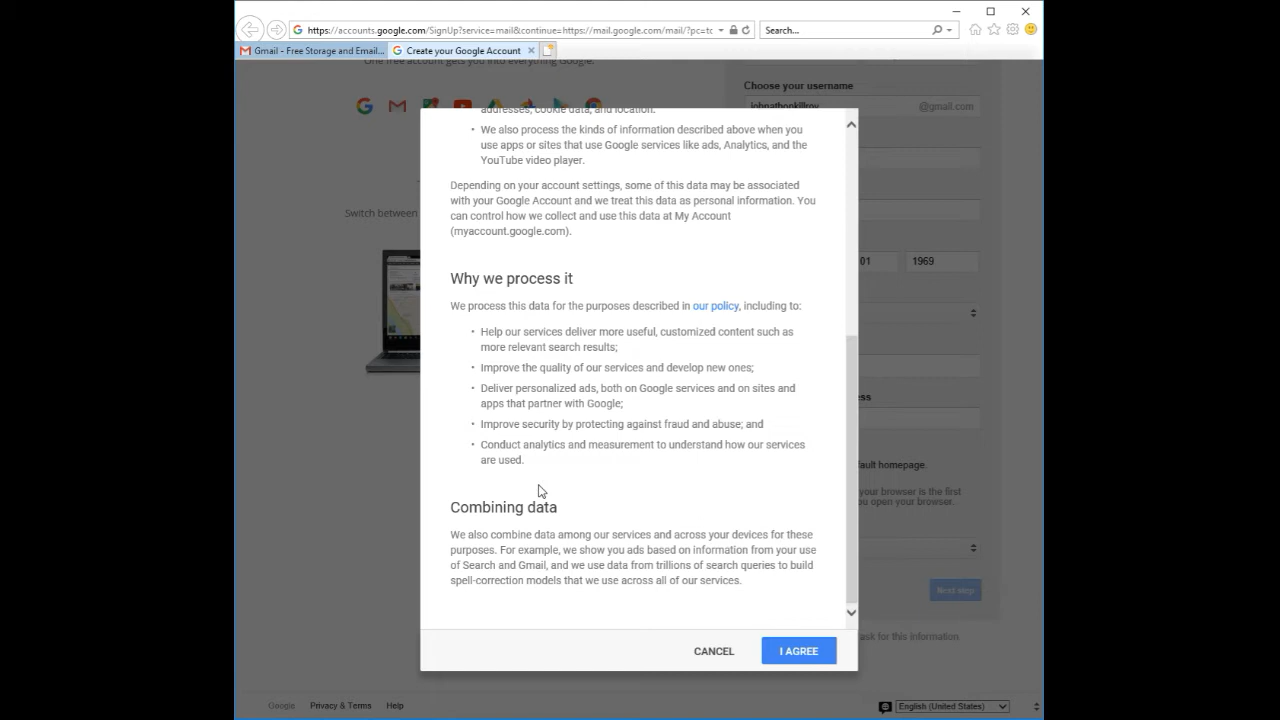 https://accounts.google.com/SignUp?service=mail&continue=https://mail.google.com/mail/?pc=tc
Search...
Gmail - Free Storage and Email...
Create your Google Account
One free account gets you into everything Google.
Choose your username
johnathonkillroy
@gmail.com
addresses, cookie data, and location.
• We also process the kinds of information described above when you
use apps or sites that use Google services like ads, Analytics, and the
YouTube video player.
Depending on your account settings, some of this data may be associated
with your Google Account and we treat this data as personal information. You
can control how we collect and use this data at My Account
(myaccount.google.com).
Switch between
01
1969
Why we process it
We process this data for the purposes described in our policy, including to:
• Help our services deliver more useful, customized content such as
more relevant search results;
• Improve the quality of our services and develop new ones;
• Deliver personalized ads, both on Google services and on sites and
apps that partner with Google;
• Improve security by protecting against fraud and abuse; and
• Conduct analytics and measurement to understand how our services
are used.
fault homepage.
your browser is the first
you open your browser.
Combining data
We also combine data among our services and across your devices for these
purposes. For example, we show you ads based on information from your use
of Search and Gmail, and we use data from trillions of search queries to build
spell-correction models that we use across all of our services.
Next step
ask for this information.
CANCEL
I AGREE
Google
Privacy & Terms
Help
English (United States)